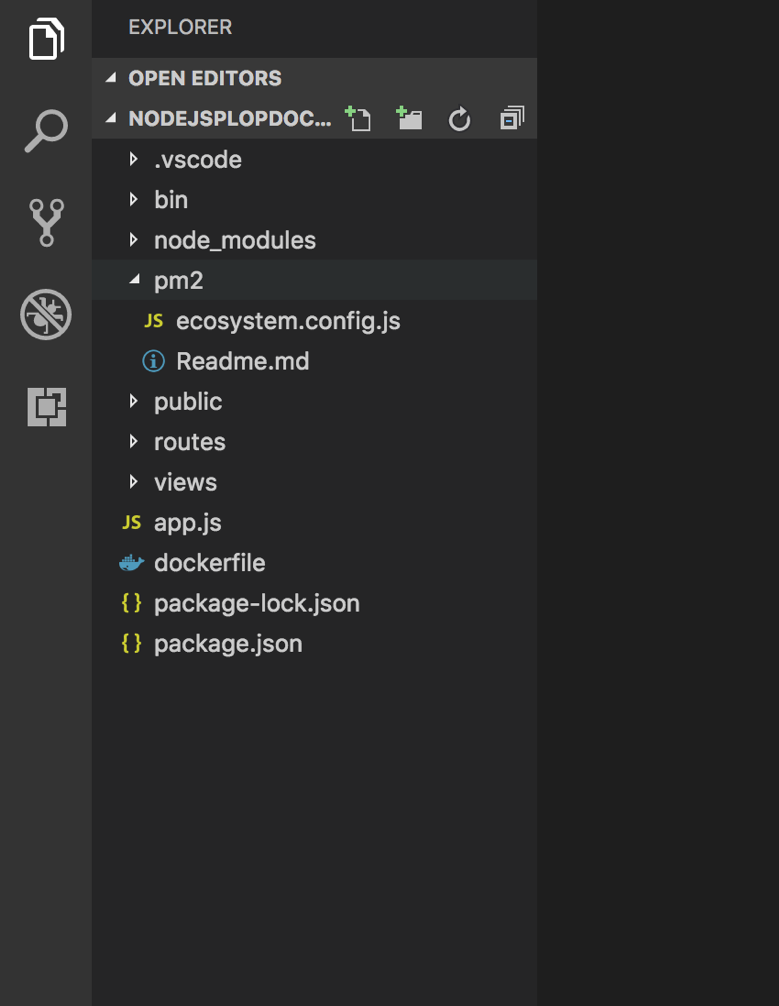 EXPLORER
OPEN EDITORS
NODEJSPLOPDOC...
.vscode
bin
node_modules
pm2
JS ecosystem.config.js
Readme.md
public
routes
views
JS app.js
dockerfile
{} package-lock.json
{} package.json